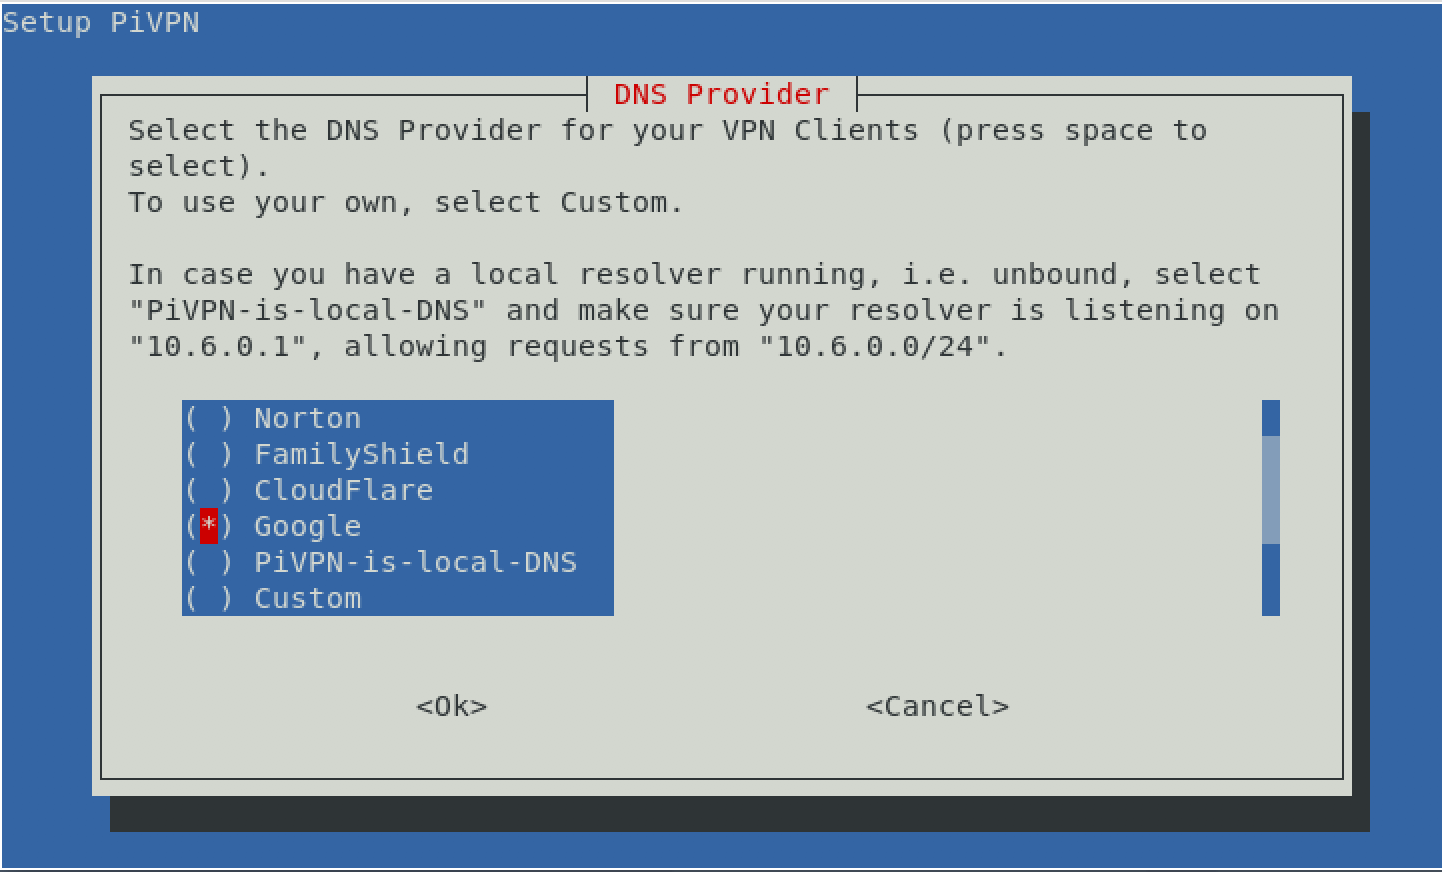 Setup PiVPN
DNS Provider
Select the DNS Provider for your VPN Clients (press space to
select).
To use your own, select Custom.
In case you have a local resolver running, i.e. unbound, select
"PiVPN-is-local-DNS" and make sure your resolver is listening on
"10.6.0.1", allowing requests from "10.6.0.0/24".
( ) Norton
( ) FamilyShield
( ) CloudFlare
(*) Google
( ) PiVPN-is-local-DNS
( ) Custom
<Ok> <Cancel>